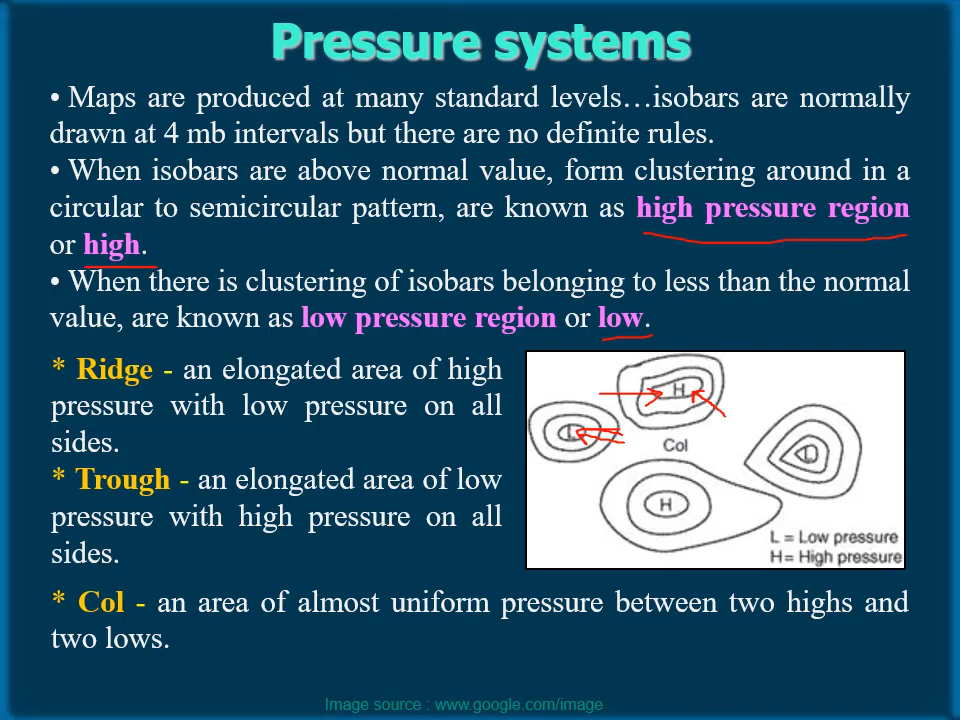 Pressure systems
• Maps are produced at many standard levels…isobars are normally
drawn at 4 mb intervals but there are no definite rules.
• When isobars are above normal value, form clustering around in a
circular to semicircular pattern, are known as high pressure region
or high.
• When there is clustering of isobars belonging to less than the normal
value, are known as low pressure region or low.
* Ridge - an elongated area of high
pressure with low pressure on all
sides.
* Trough - an elongated area of low
pressure with high pressure on all
sides.
H
L
Col
L
H
L = Low pressure
H = High pressure
* Col - an area of almost uniform pressure between two highs and
two lows.
Image source : www.google.com/image